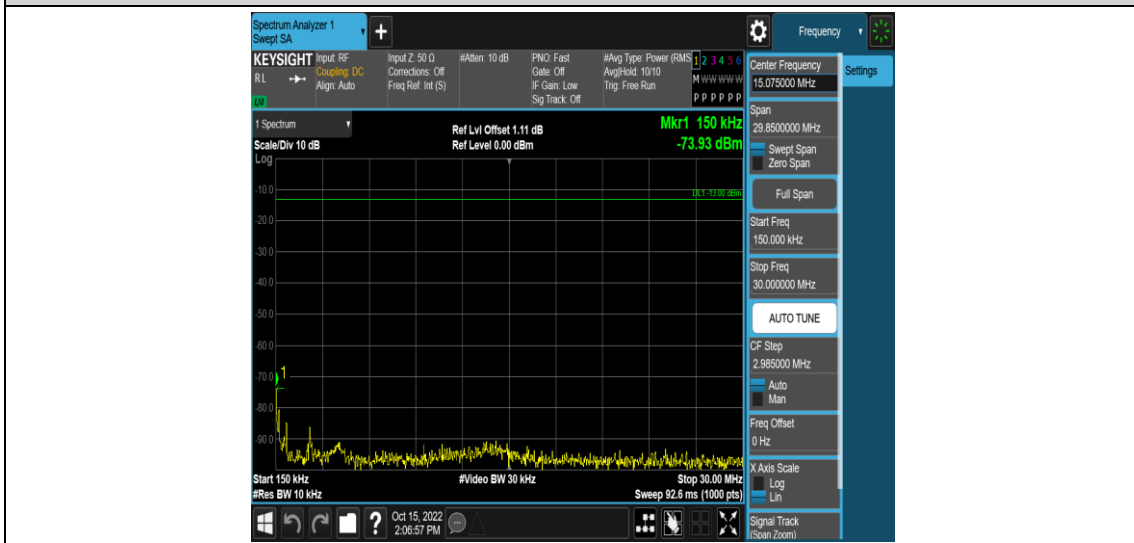 Spectrum Analyzer 1
Swept SA
+
Frequency
KEYSIGHT
RL
LXI
Input: RF
Coupling: DC
Align: Auto
Input Z: 50 Ω
Corrections: Off
Freq Ref: Int (S)
#Atten: 10 dB
PNO: Fast
Gate: Off
IF Gain: Low
Sig Track: Off
#Avg Type: Power (RMS
Avg|Hold: 10/10
Trig: Free Run
1 2 3 4 5 6
M W W W W W
P P P P P P
1 Spectrum
Scale/Div 10 dB
Ref Lvl Offset 1.11 dB
Ref Level 0.00 dBm
Mkr1 150 kHz
-73.93 dBm
Log
DL1 -13.00 dBm
-10.0
-20.0
-30.0
-40.0
-50.0
-60.0
-70.0
1
-80.0
-90.0
Start 150 kHz
#Res BW 10 kHz
#Video BW 30 kHz
Stop 30.00 MHz
Sweep 92.6 ms (1000 pts)
Center Frequency
15.075000 MHz
Settings
Span
29.8500000 MHz
Swept Span
Zero Span
Full Span
Start Freq
150.000 kHz
Stop Freq
30.000000 MHz
AUTO TUNE
CF Step
2.985000 MHz
Auto
Man
Freq Offset
0 Hz
X Axis Scale
Log
Lin
Signal Track
(Span Zoom)
?
Oct 15, 2022
2:06:57 PM